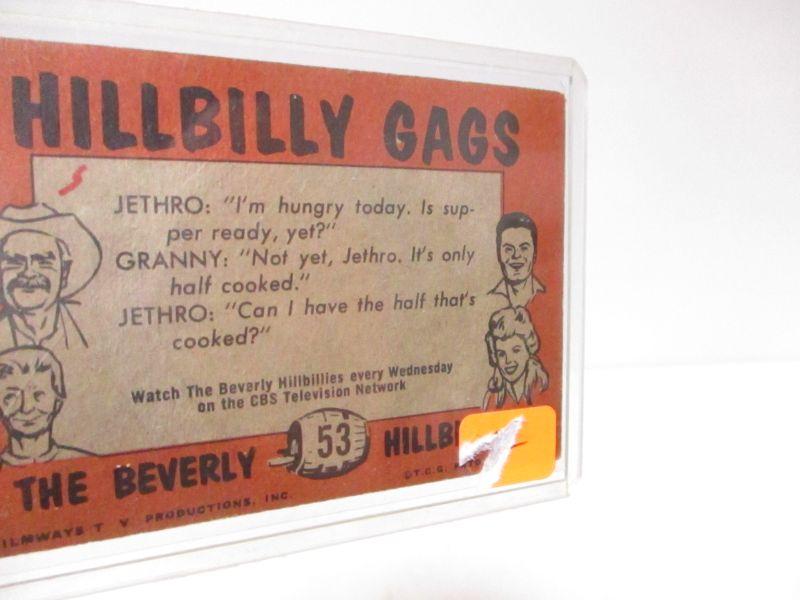 HILLBILLY GAGS
JETHRO: "I'm hungry today. Is sup-
per ready, yet?"
GRANNY: "Not yet, Jethro. It's only
half cooked."
JETHRO: "Can I have the half that's
cooked?"
Watch The Beverly Hillbillies every Wednesday
on the CBS Television Network
THE BEVERLY 53 HILLB
©T.C.G.
ILMWAYS T V PRODUCTIONS, INC.